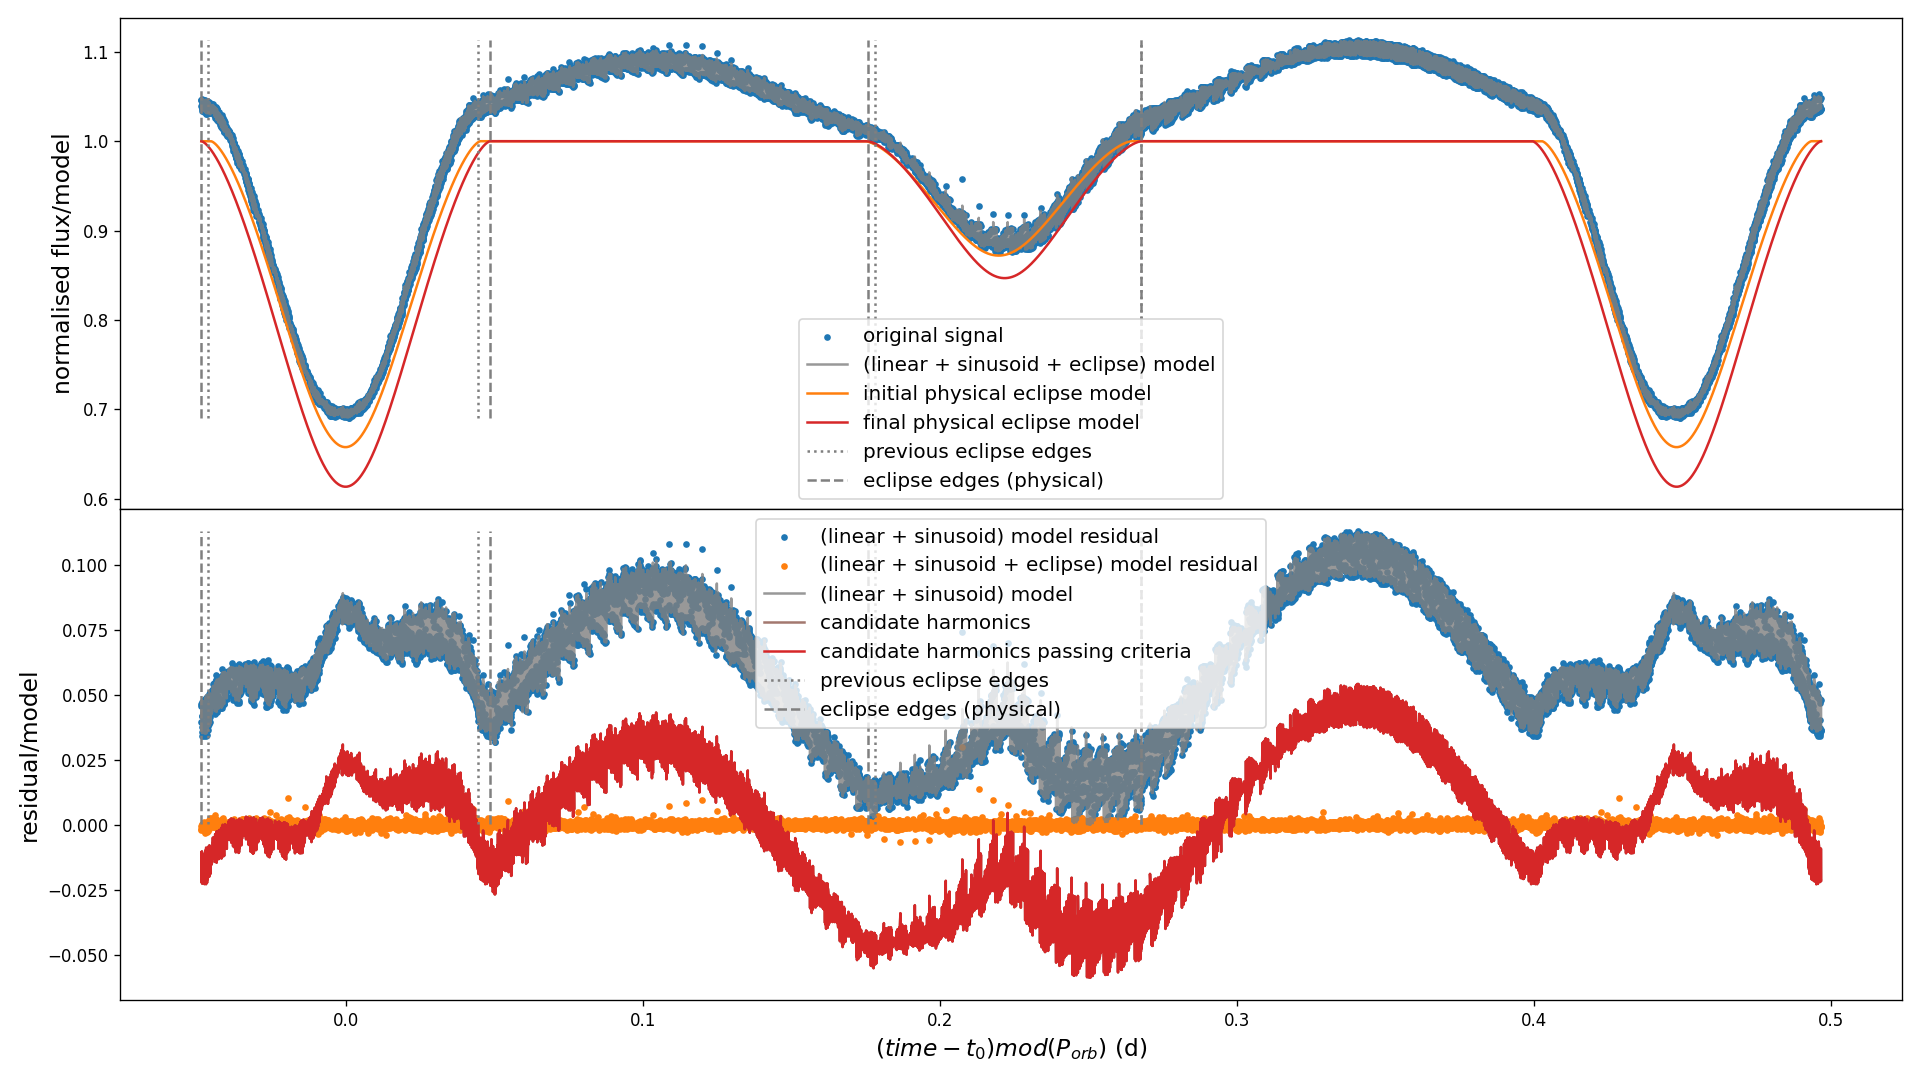 normalised flux/model
1.1
1.0
0.9
0.8
0.7
0.6
original signal
(linear + sinusoid + eclipse) model
initial physical eclipse model
final physical eclipse model
previous eclipse edges
eclipse edges (physical)
residual/model
0.100
0.075
0.050
0.025
0.000
−0.025
−0.050
(linear + sinusoid) model residual
(linear + sinusoid + eclipse) model residual
(linear + sinusoid) model
candidate harmonics
candidate harmonics passing criteria
previous eclipse edges
eclipse edges (physical)
0.0 0.1 0.2 0.3 0.4 0.5
(time − t₀)mod(Pₒᵣb) (d)